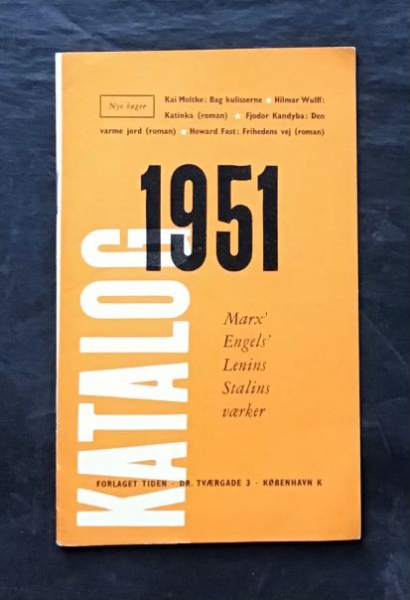 Nye bøger
Kai Moltke: Bag kulisserne ★ Hilmar Wulff:
Katinka (roman) ★ Fjodor Kandyba: Den
varme jord (roman) ★ Howard Fast: Frihedens vej (roman)
1951
KATALOG
Marx'
Engels'
Lenins
Stalins
værker
FORLAGET TIDEN · DR. TVÆRGADE 3 · KØBENHAVN K